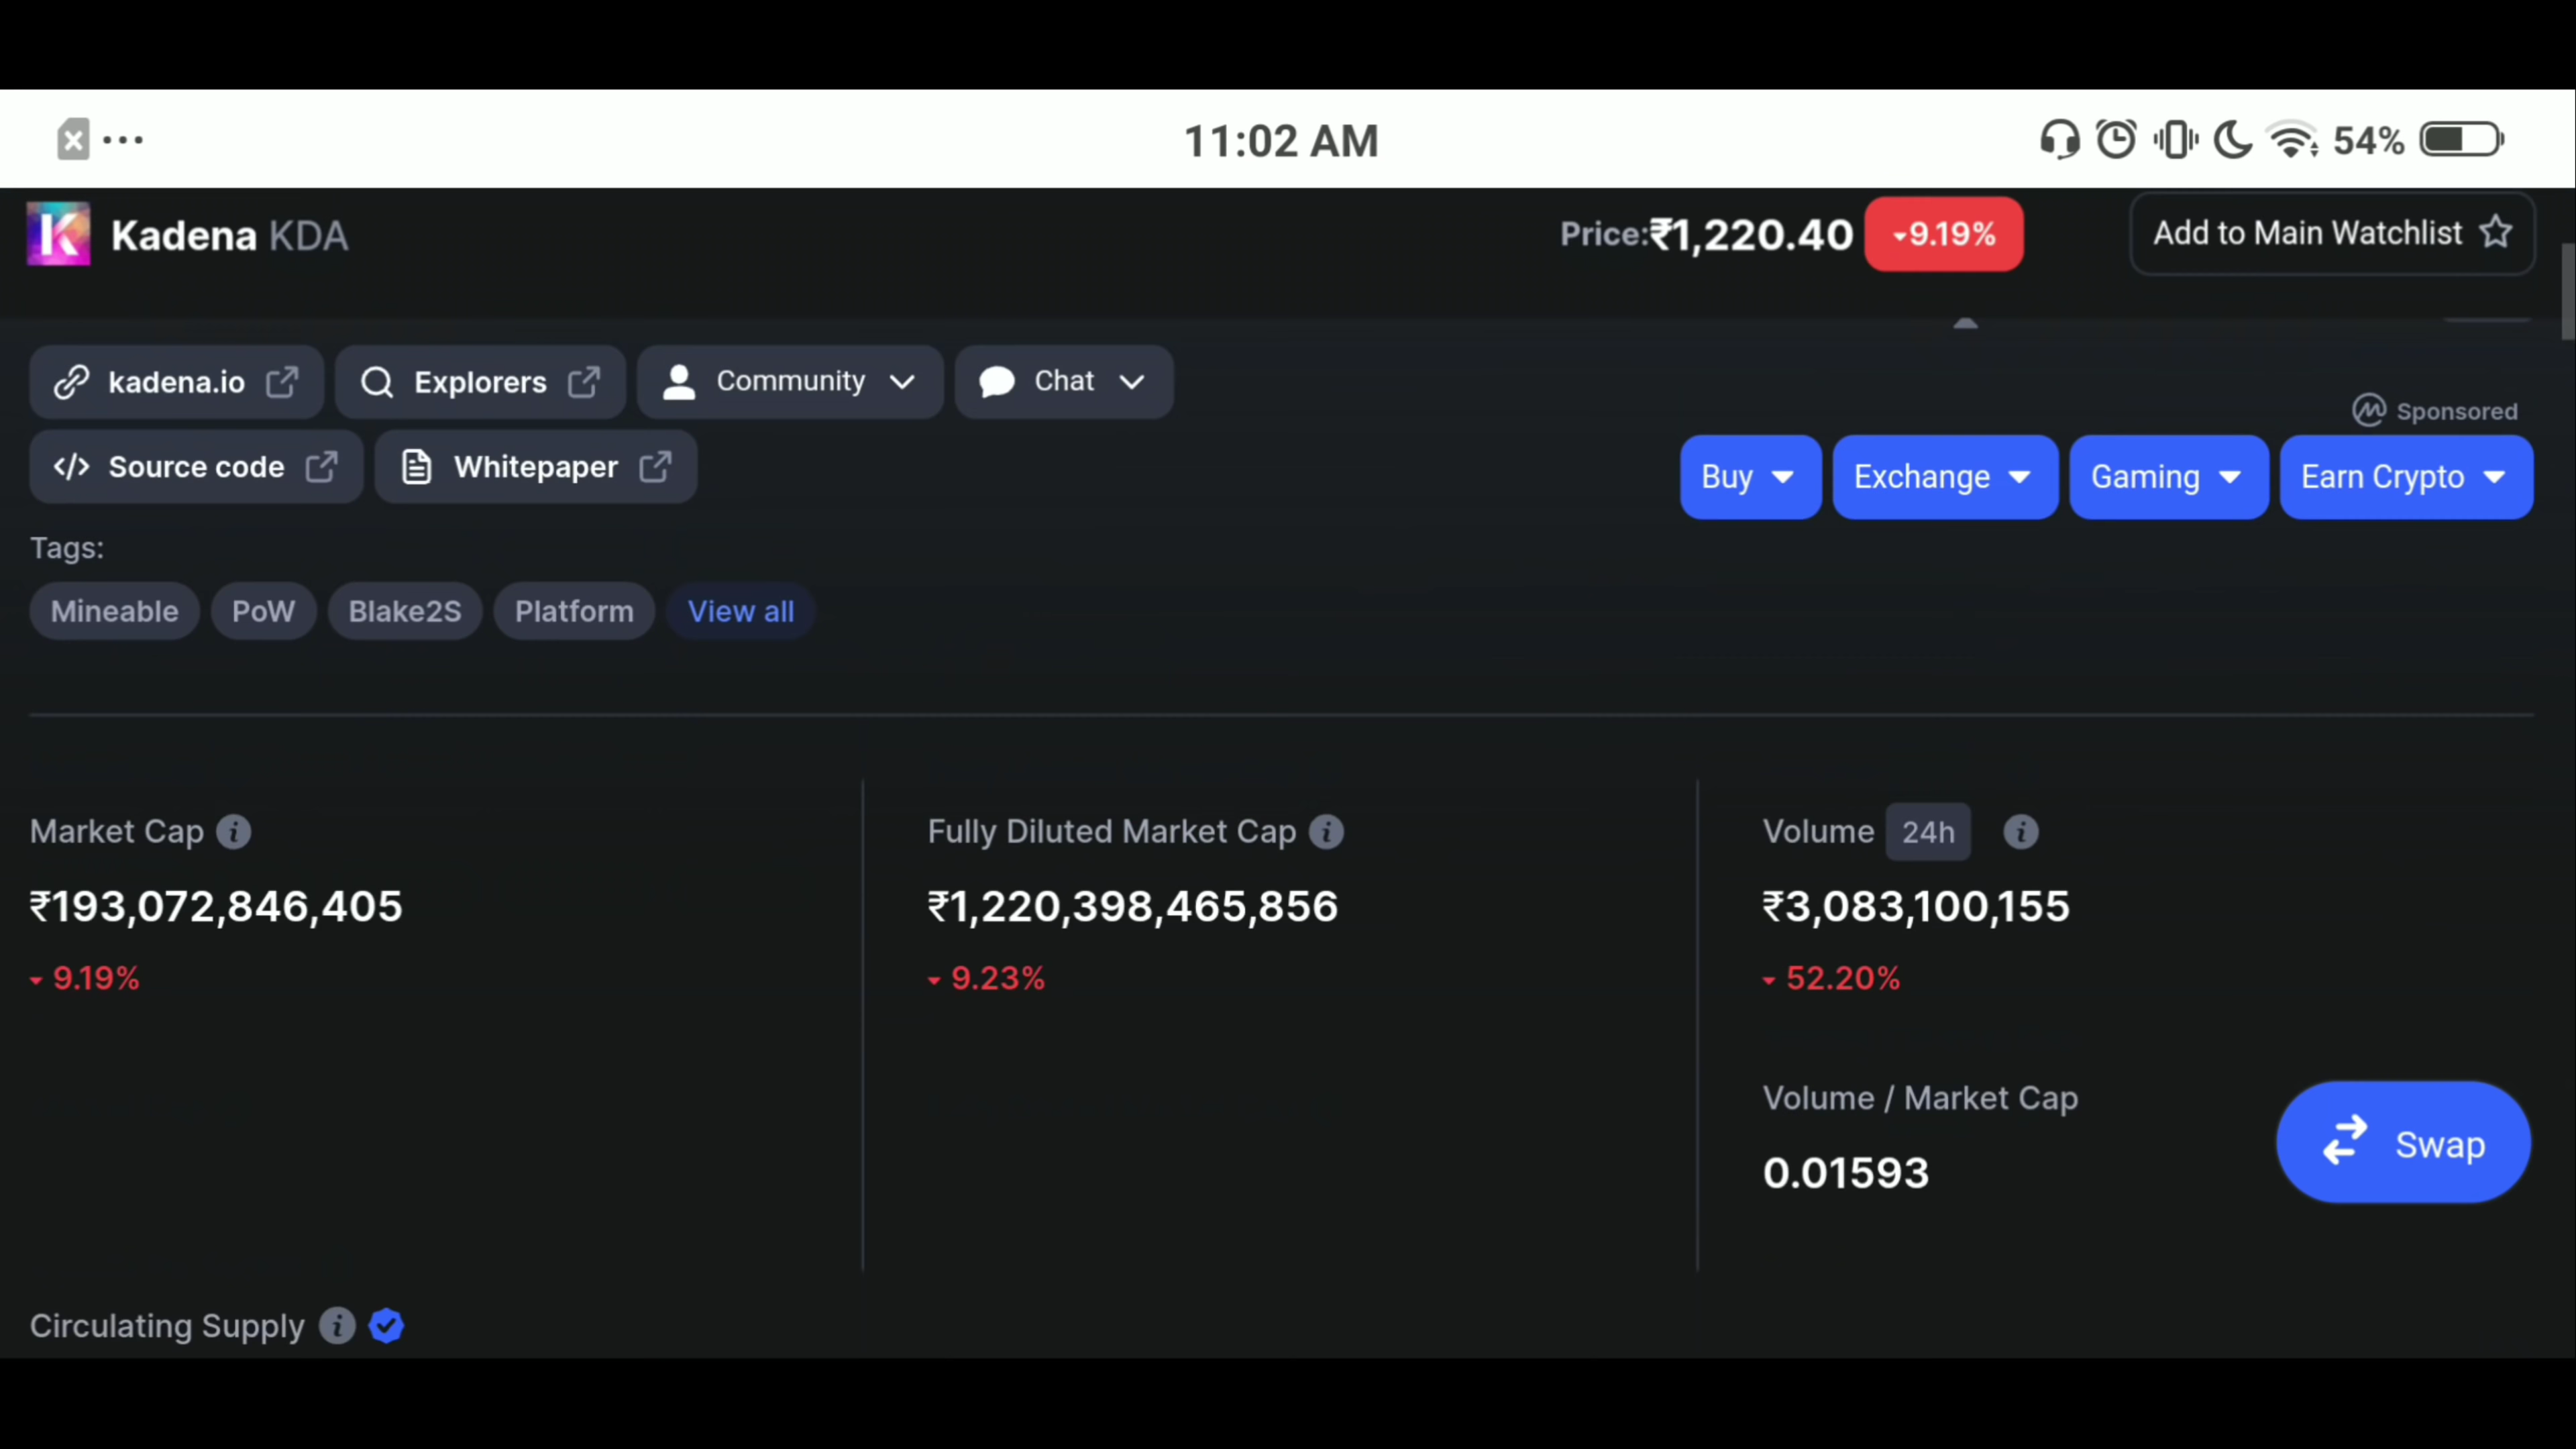 11:02 AM
54%
K
Kadena KDA
Price:₹1,220.40
9.19%
Add to Main Watchlist
kadena.io
Explorers
Community
Chat
Sponsored
Source code
Whitepaper
Buy
Exchange
Gaming
Earn Crypto
Tags:
Mineable
PoW
Blake2S
Platform
View all
Market Cap
Fully Diluted Market Cap
Volume 24h
₹193,072,846,405
₹1,220,398,465,856
₹3,083,100,155
9.19%
9.23%
52.20%
Volume / Market Cap
0.01593
Swap
Circulating Supply